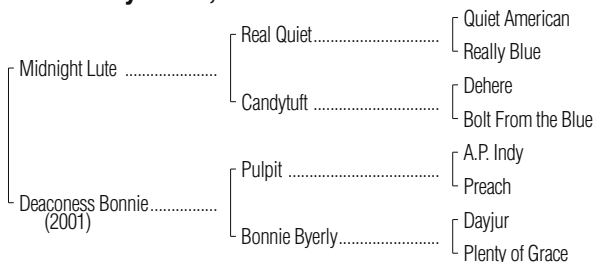 Quiet American
Real Quiet........................................
Really Blue
Midnight Lute ......................
Dehere
Candytuft ........................................
Bolt From the Blue
A.P. Indy
Pulpit ........................................
Preach
Deaconess Bonnie................
(2001)
Dayjur
Bonnie Byerly................................
Plenty of Grace